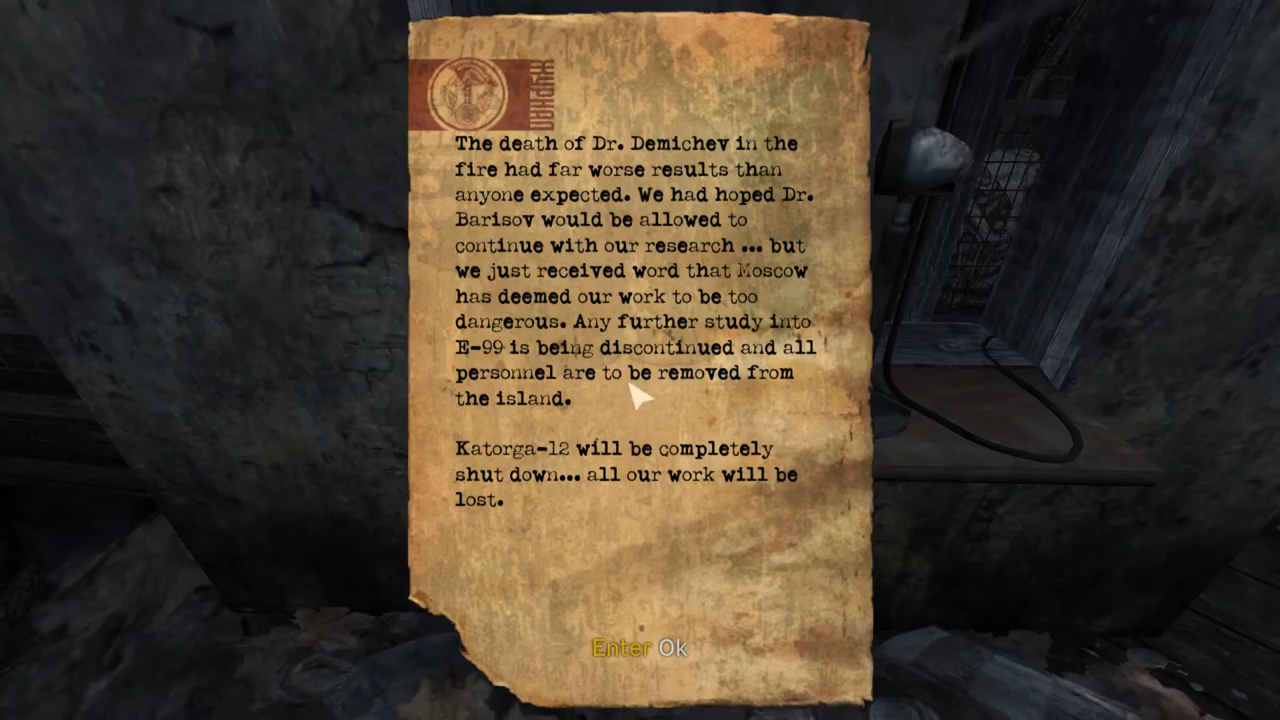 The death of Dr. Demichev in the
fire had far worse results than
anyone expected. We had hoped Dr.
Barisov would be allowed to
continue with our research ... but
we just received word that Moscow
has deemed our work to be too
dangerous. Any further study into
E-99 is being discontinued and all
personnel are to be removed from
the island.
Katorga-12 will be completely
shut down... all our work will be
lost.
Enter Ok